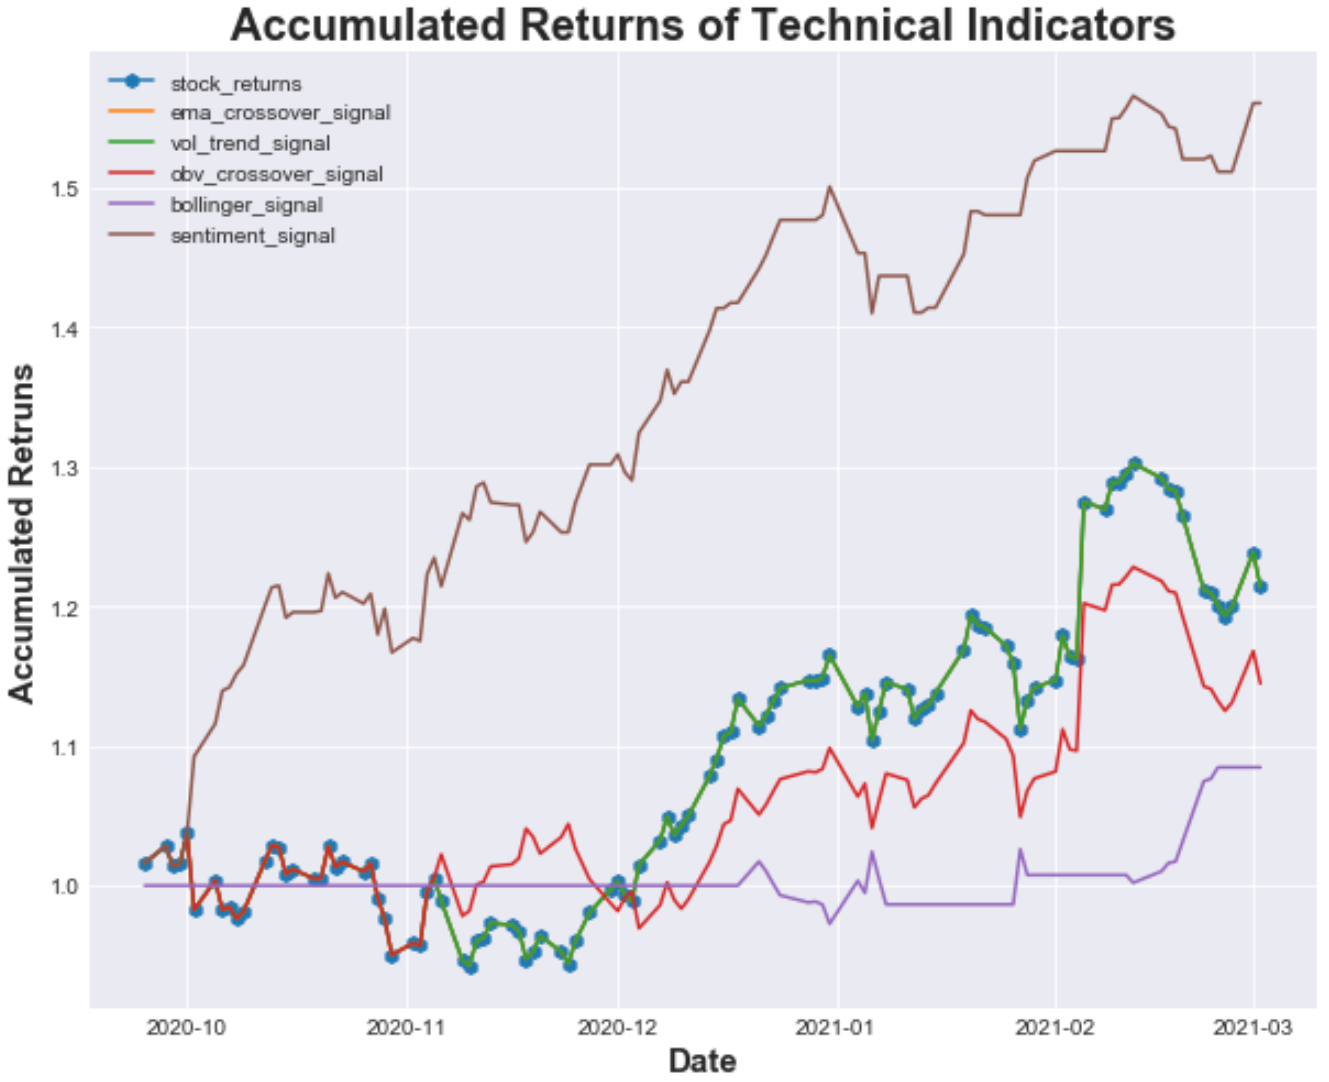 Accumulated Returns of Technical Indicators
stock_returns
ema_crossover_signal
vol_trend_signal
obv_crossover_signal
bollinger_signal
sentiment_signal
1.5
1.4
1.3
1.2
1.1
1.0
Accumulated Retruns
2020-10
2020-11
2020-12
2021-01
2021-02
2021-03
Date